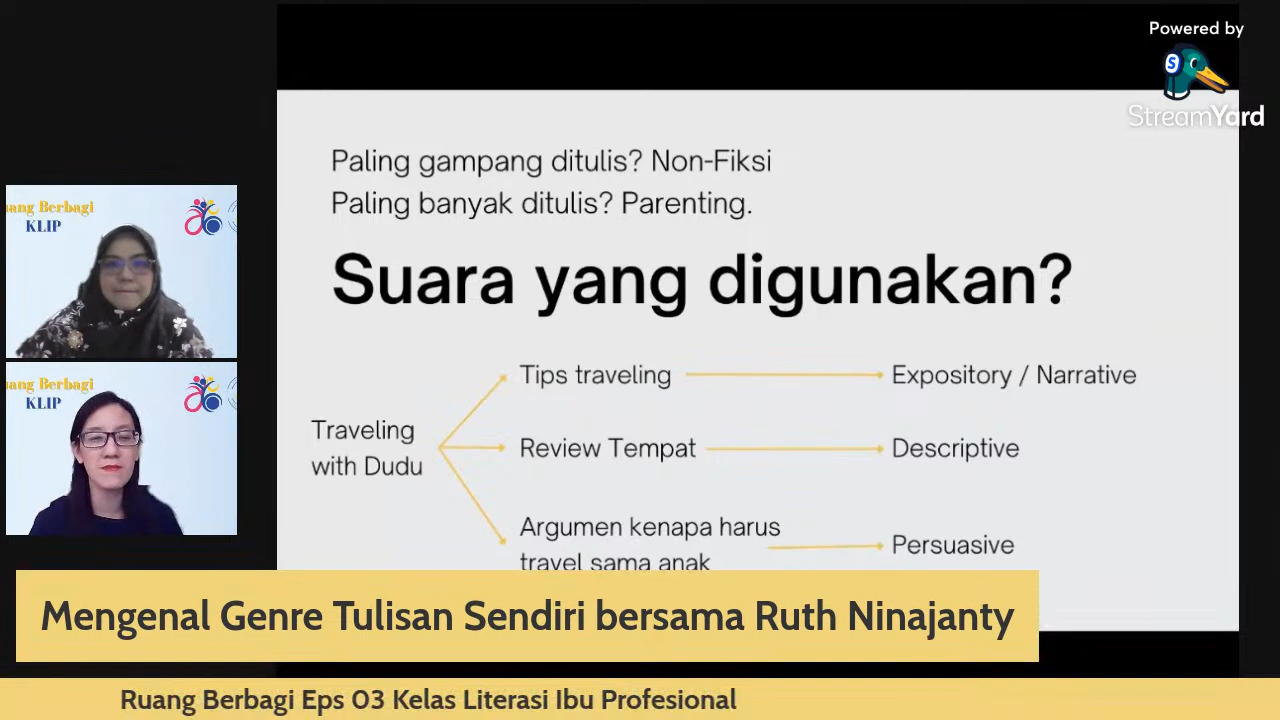 Powered by
StreamYard
Paling gampang ditulis? Non-Fiksi
Paling banyak ditulis? Parenting.
Suara yang digunakan?
Traveling
with Dudu
Tips traveling
Expository / Narrative
Review Tempat
Descriptive
Argumen kenapa harus
travel sama anak
Persuasive
Berbagi
KLIP
Berbagi
KLIP
Mengenal Genre Tulisan Sendiri bersama Ruth Ninajanty
Ruang Berbagi Eps 03 Kelas Literasi Ibu Profesional